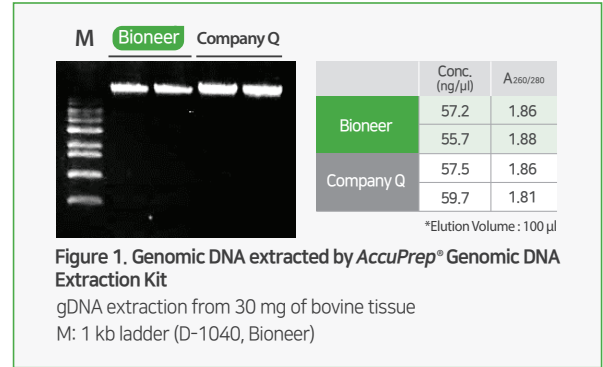 M Bioneer Company Q
Conc. (ng/µl) A260/280
Bioneer 57.2 1.86
55.7 1.88
Company Q 57.5 1.86
59.7 1.81
*Elution Volume : 100 µl
Figure 1. Genomic DNA extracted by AccuPrep® Genomic DNA
Extraction Kit
gDNA extraction from 30 mg of bovine tissue
M: 1 kb ladder (D-1040, Bioneer)